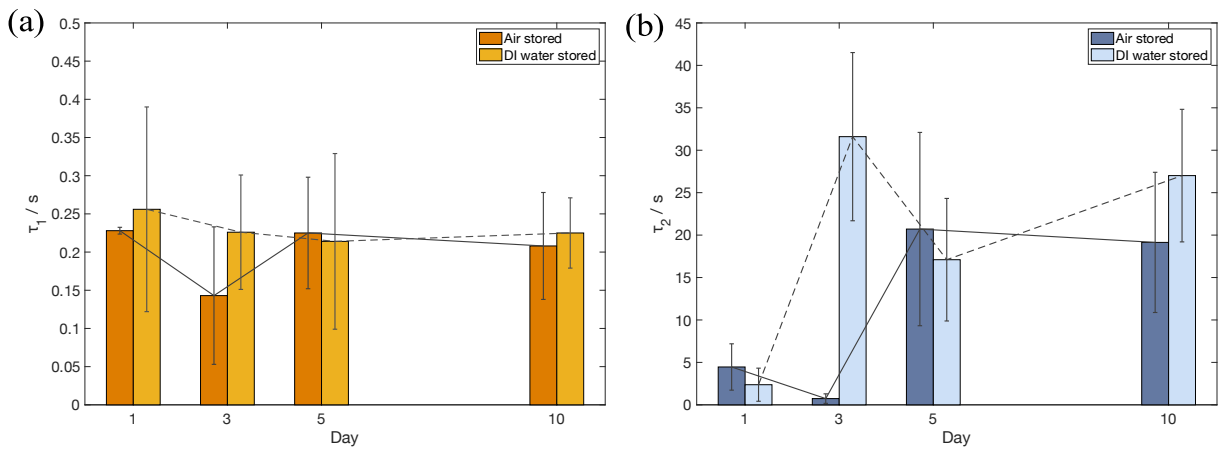 (a)
0.5
0.45
0.4
0.35
0.3
0.25
0.2
0.15
0.1
0.05
0
τ1 / s
1
3
5
10
Day
Air stored
DI water stored
(b)
45
40
35
30
25
20
15
10
5
0
τ2 / s
1
3
5
10
Day
Air stored
DI water stored